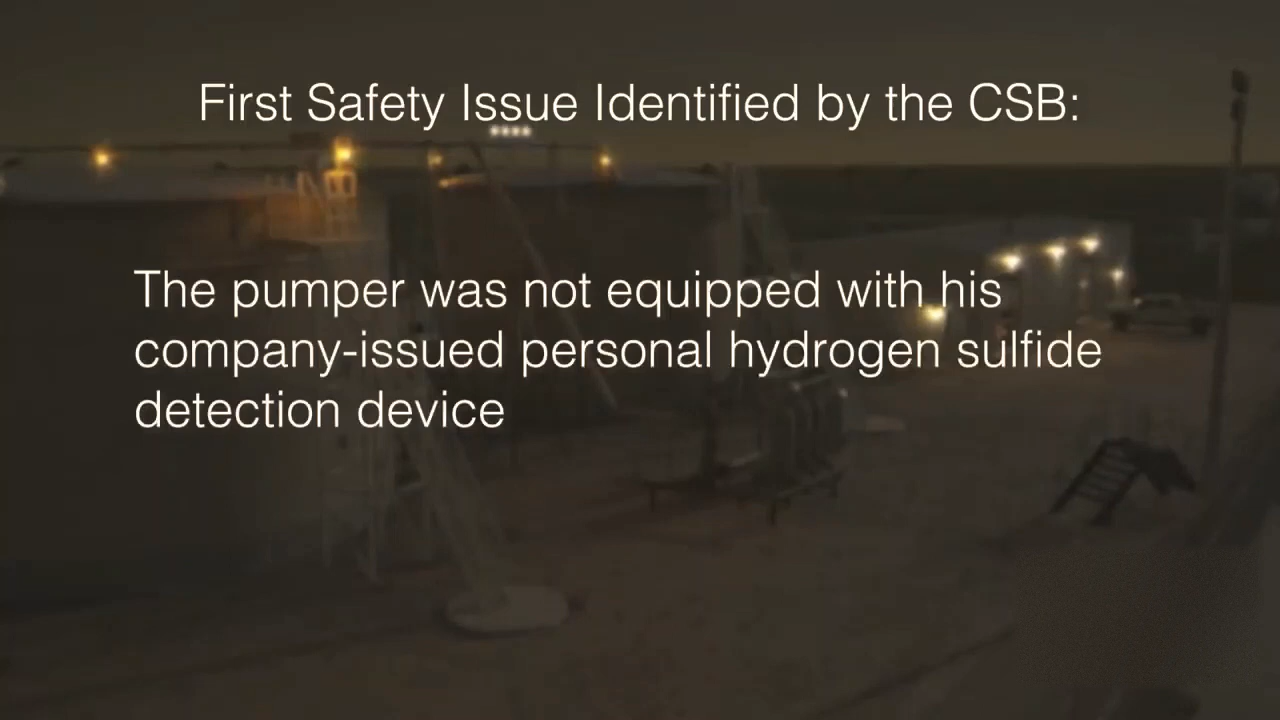 First Safety Issue Identified by the CSB:
The pumper was not equipped with his
company-issued personal hydrogen sulfide
detection device